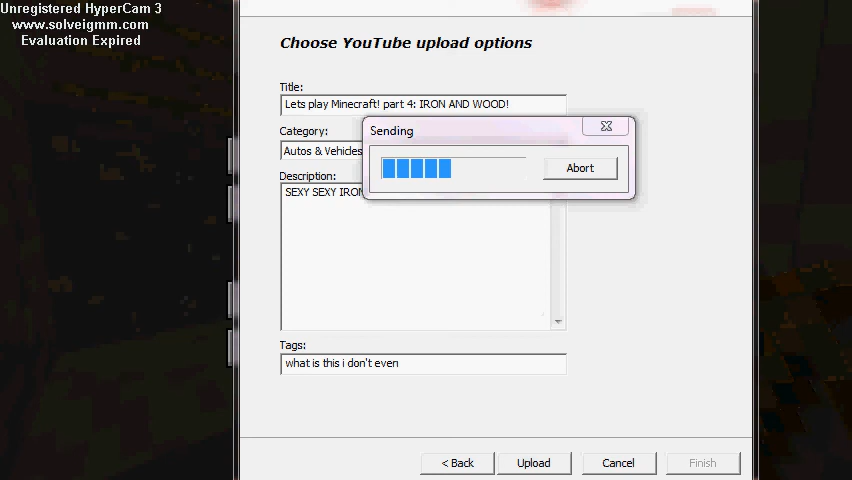 Unregistered HyperCam 3
www.solveigmm.com
Evaluation Expired
Choose YouTube upload options
Title:
Lets play Minecraft! part 4: IRON AND WOOD!
Category:
Autos & Vehicles
Sending
Abort
Description:
SEXY SEXY IRON
Tags:
what is this i don't even
< Back
Upload
Cancel
Finish